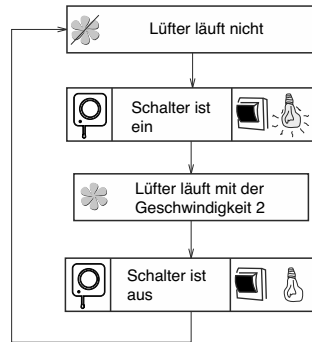 Lüfter läuft nicht
Schalter ist
ein
Lüfter läuft mit der
Geschwindigkeit 2
Schalter ist
aus